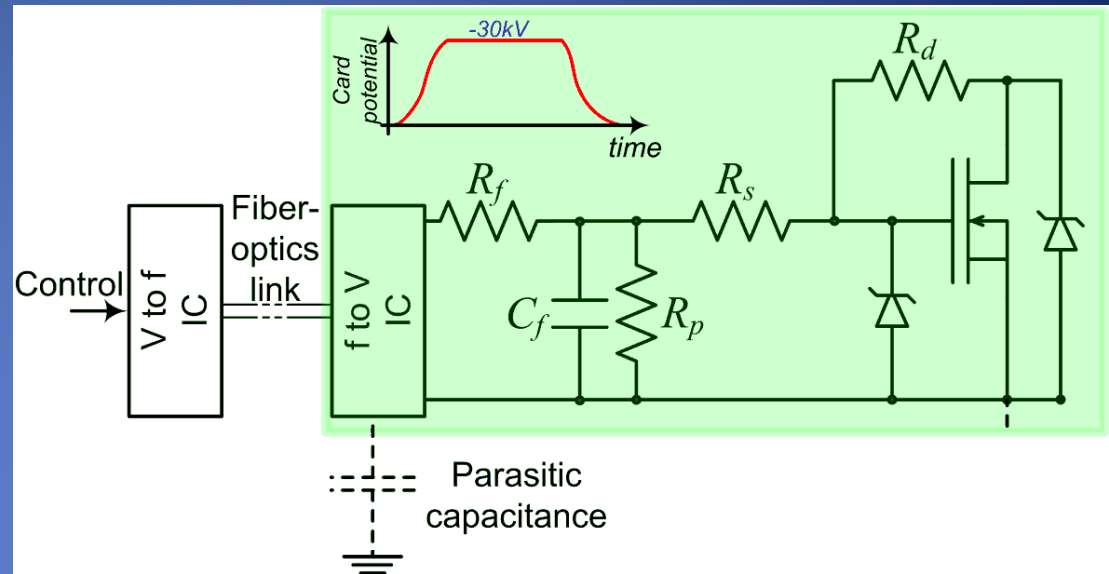 -30kV
Card
potential
time
R_d
R_f
R_s
Fiber-
optics
link
Control
V to f
IC
f to V
IC
C_f
R_p
Parasitic
capacitance